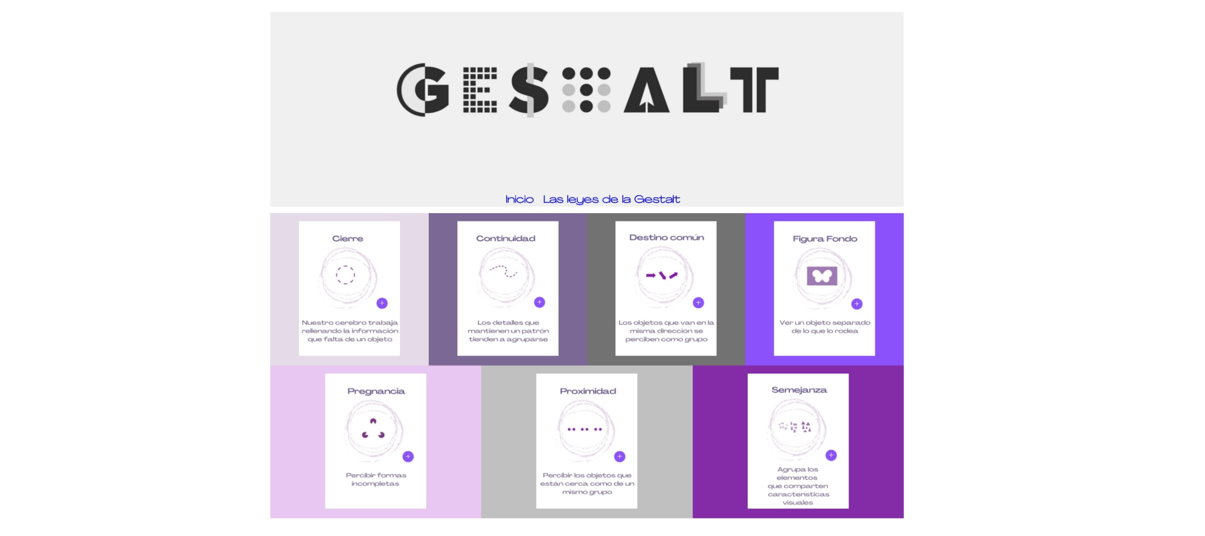 GESTALT
Inicio Las leyes de la Gestalt
Cierre
Nuestro cerebro trabaja
rellenando la información
que falta de un objeto
Continuidad
Los detalles que
mantienen un patrón
tienden a agruparse
Destino común
Los objetos que van en la
misma dirección se
perciben como grupo
Figura Fondo
Ver un objeto separado
de lo que lo rodea
Pregnancia
Percibir formas
incompletas
Proximidad
Percibir los objetos que
están cerca como de un
mismo grupo
Semejanza
Agrupa los
elementos
que comparten
características
visuales